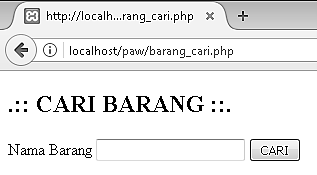 http://localh...rang_cari.php
localhost/paw/barang_cari.php
.:: CARI BARANG ::.
Nama Barang CARI